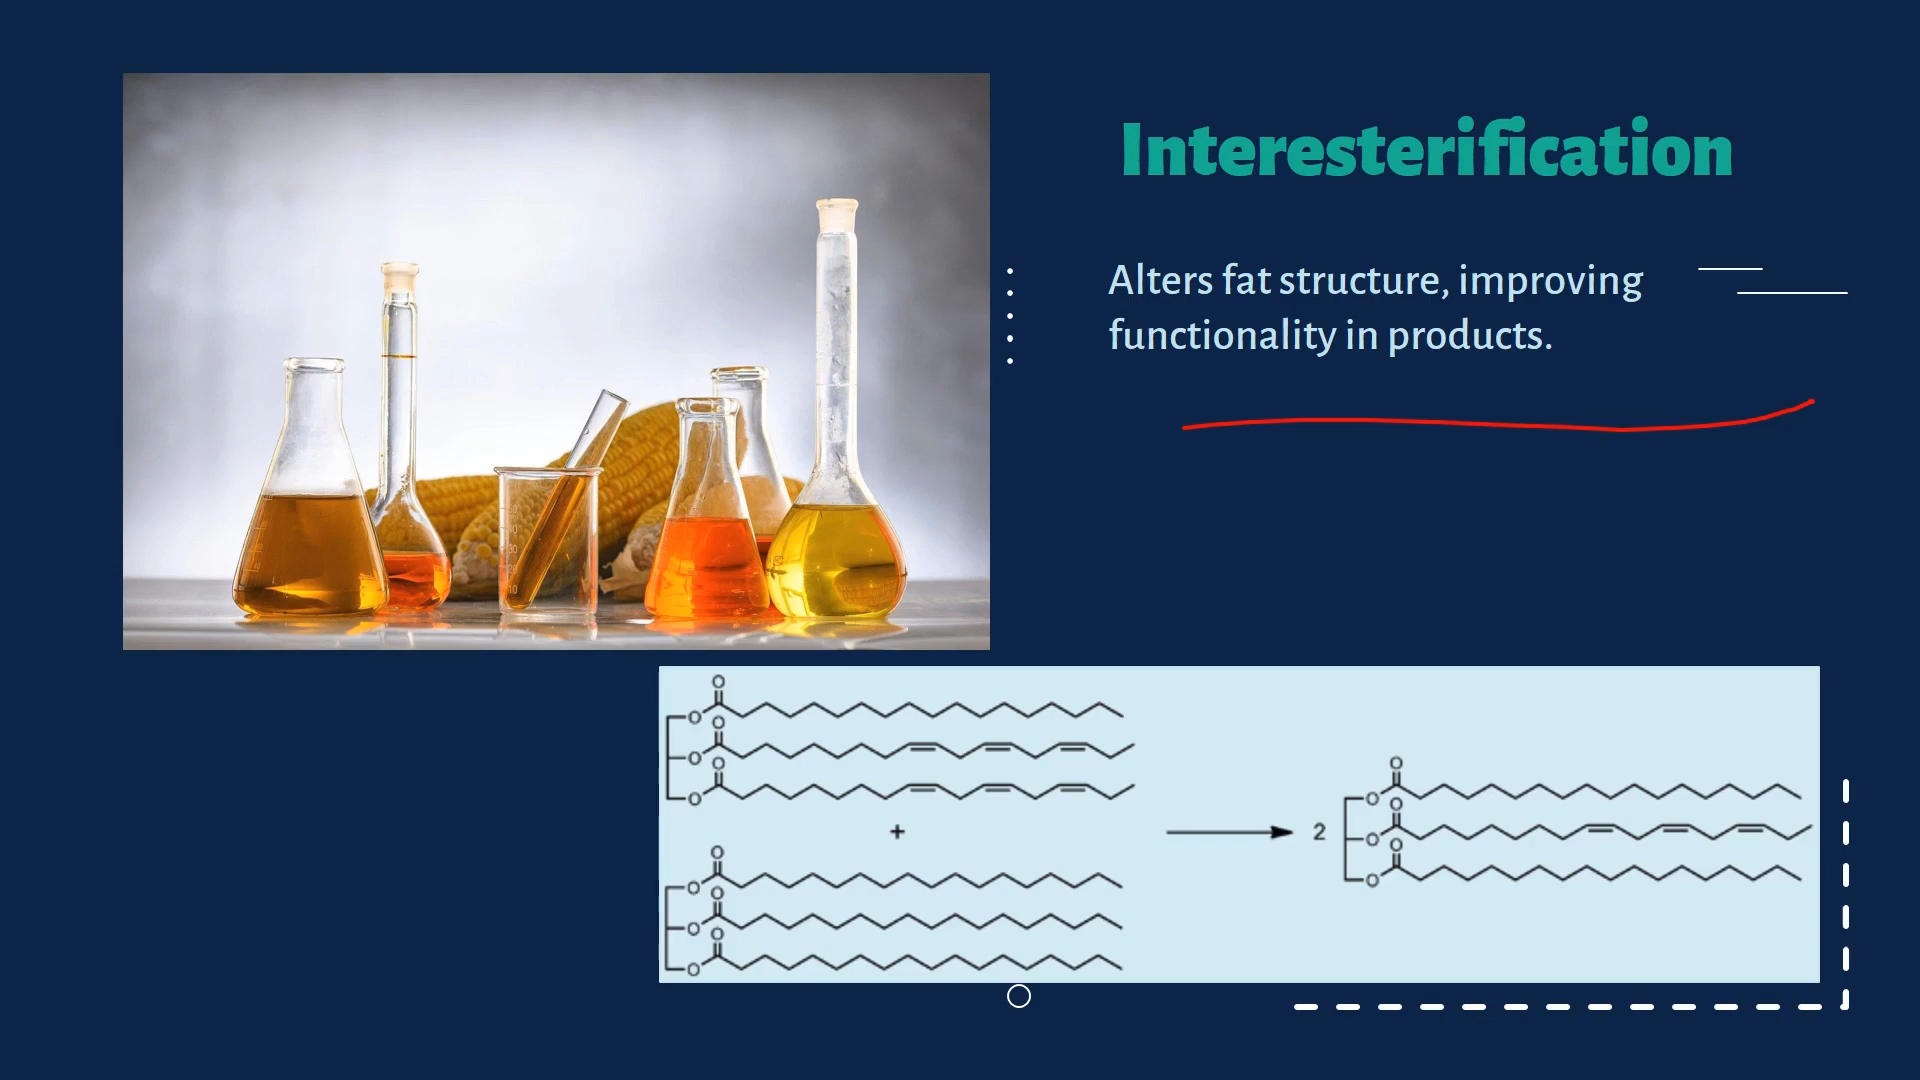 Interesterification
Alters fat structure, improving
functionality in products.
O
O
O
O
O
O
+
O
O
O
O
O
O
2
O
O
O
O
O
O